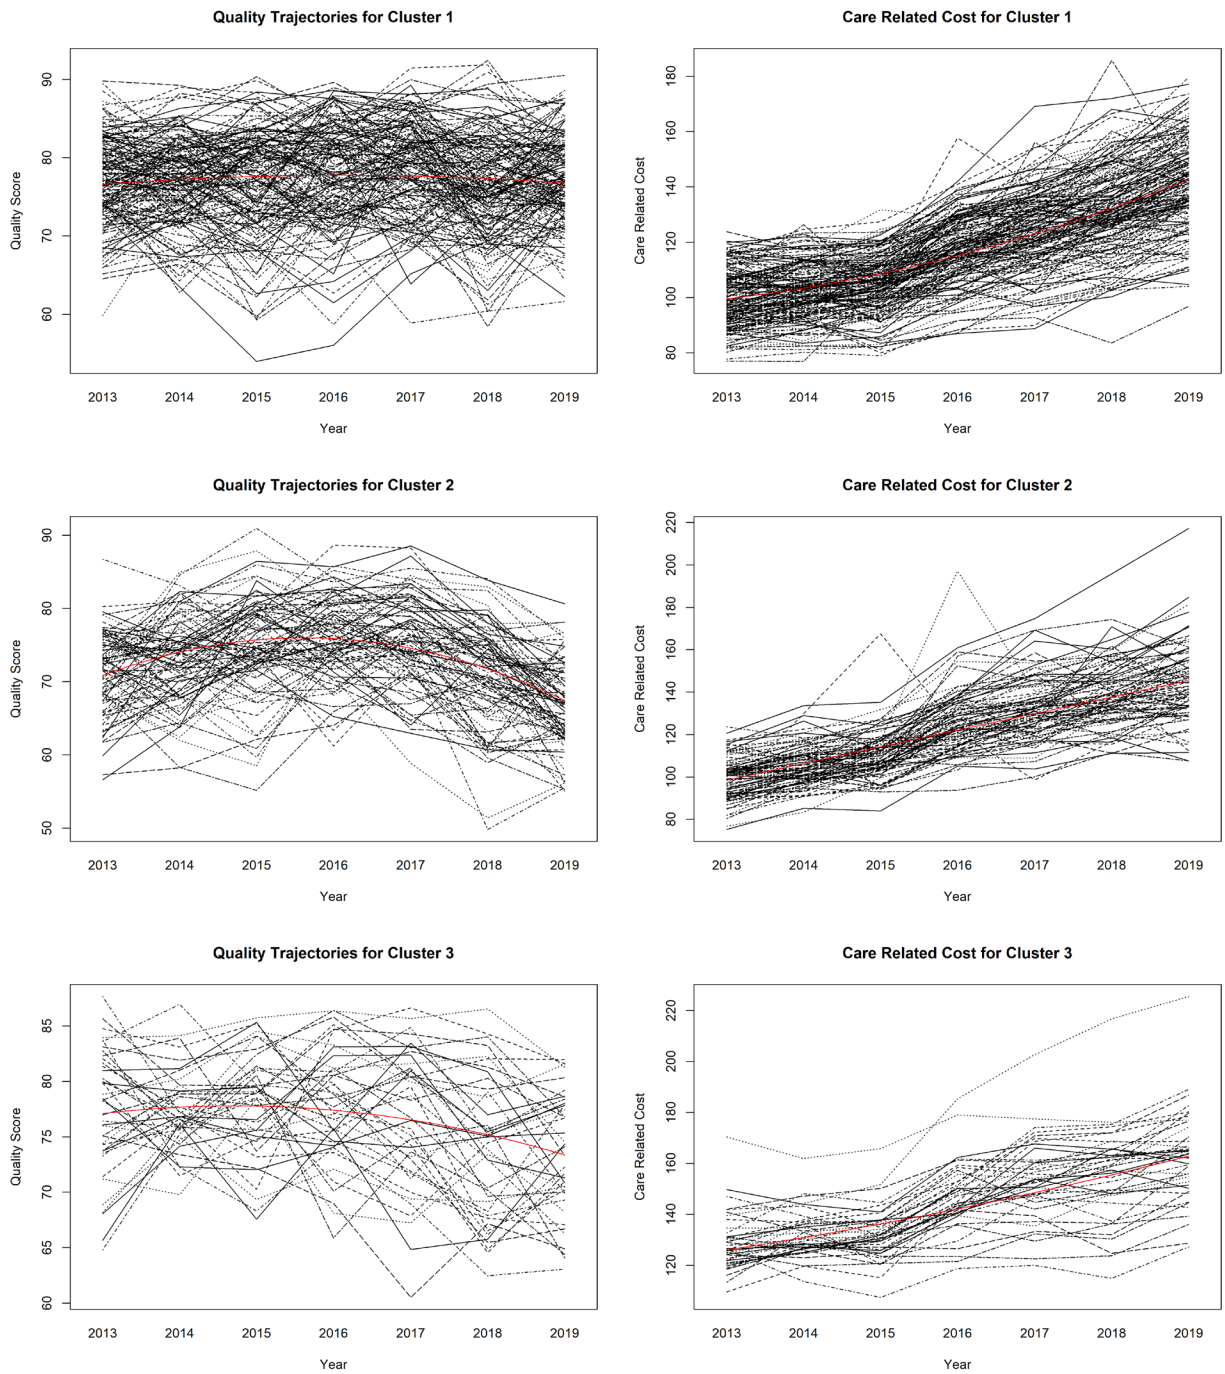 Quality Trajectories for Cluster 1
Quality Score
90
80
70
60
2013 2014 2015 2016 2017 2018 2019
Year
Care Related Cost for Cluster 1
Care Related Cost
180
160
140
120
100
80
2013 2014 2015 2016 2017 2018 2019
Year
Quality Trajectories for Cluster 2
Quality Score
90
80
70
60
50
2013 2014 2015 2016 2017 2018 2019
Year
Care Related Cost for Cluster 2
Care Related Cost
220
200
180
160
140
120
100
80
2013 2014 2015 2016 2017 2018 2019
Year
Quality Trajectories for Cluster 3
Quality Score
85
80
75
70
65
60
2013 2014 2015 2016 2017 2018 2019
Year
Care Related Cost for Cluster 3
Care Related Cost
220
200
180
160
140
120
2013 2014 2015 2016 2017 2018 2019
Year